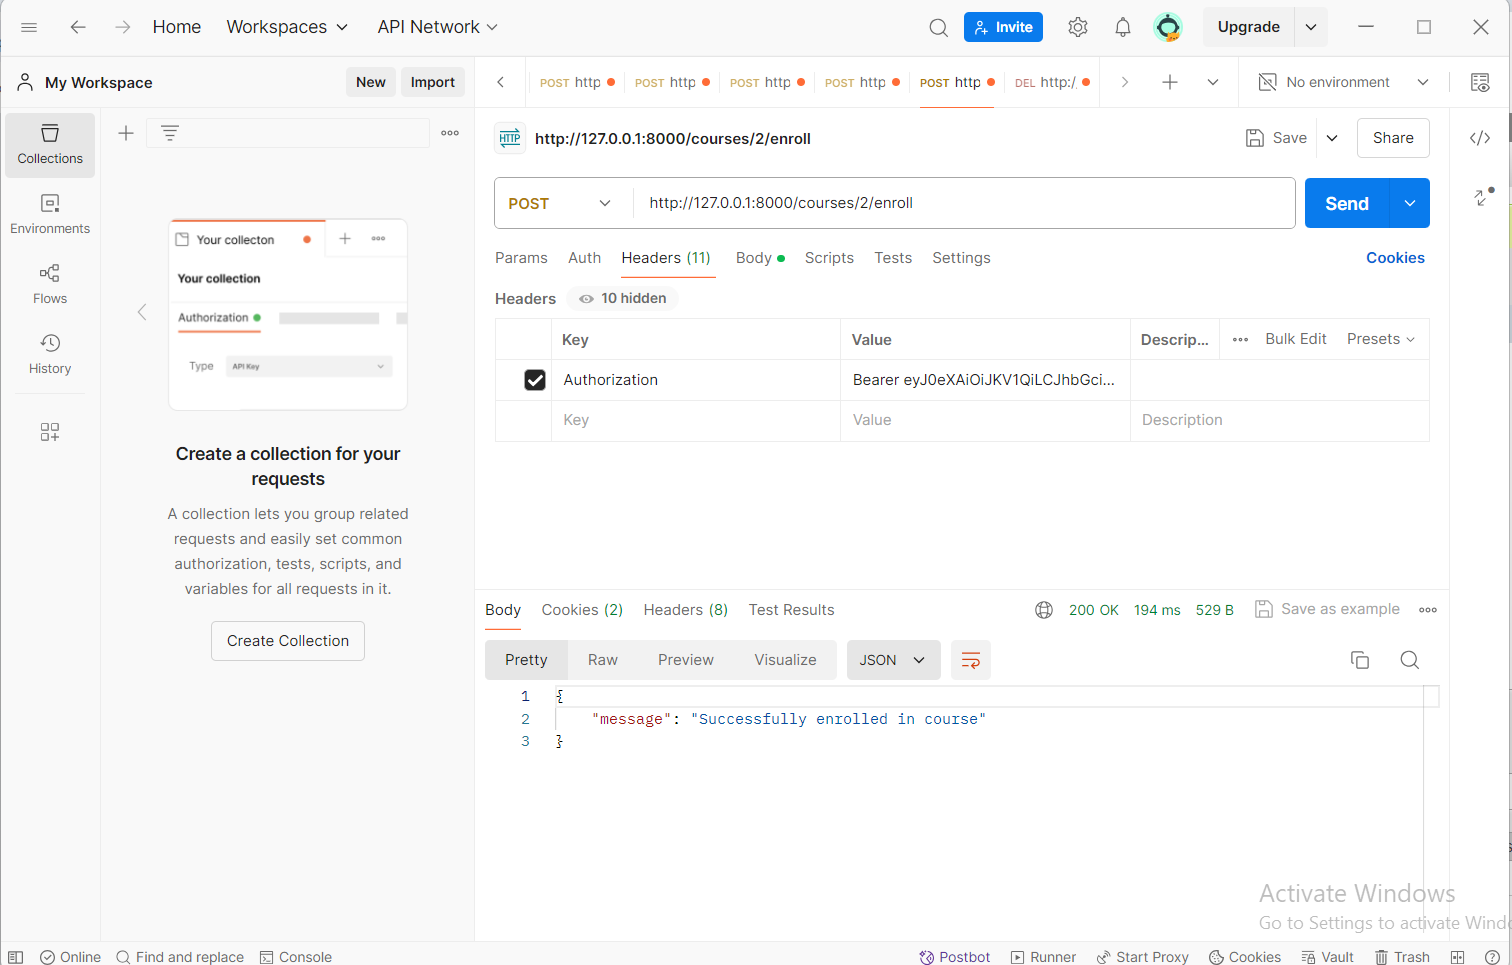 Home Workspaces API Network Invite Upgrade
My Workspace New Import POST http POST http POST http POST http POST http DEL http:/ No environment
Collections
Environments
Flows
History
Your collecton
Your collection
Authorization
Type API Key
Create a collection for your
requests
A collection lets you group related
requests and easily set common
authorization, tests, scripts, and
variables for all requests in it.
Create Collection
HTTP http://127.0.0.1:8000/courses/2/enroll Save Share
POST http://127.0.0.1:8000/courses/2/enroll Send
Params Auth Headers (11) Body Scripts Tests Settings Cookies
Headers 10 hidden
Key Value Descrip... Bulk Edit Presets
Authorization Bearer eyJ0eXAiOiJKV1QiLCJhbGci...
Key Value Description
Body Cookies (2) Headers (8) Test Results 200 OK 194 ms 529 B Save as example
Pretty Raw Preview Visualize JSON
1 {
2 "message": "Successfully enrolled in course"
3 }
Activate Windows
Go to Settings to activate Wind
Online Find and replace Console Postbot Runner Start Proxy Cookies Vault Trash